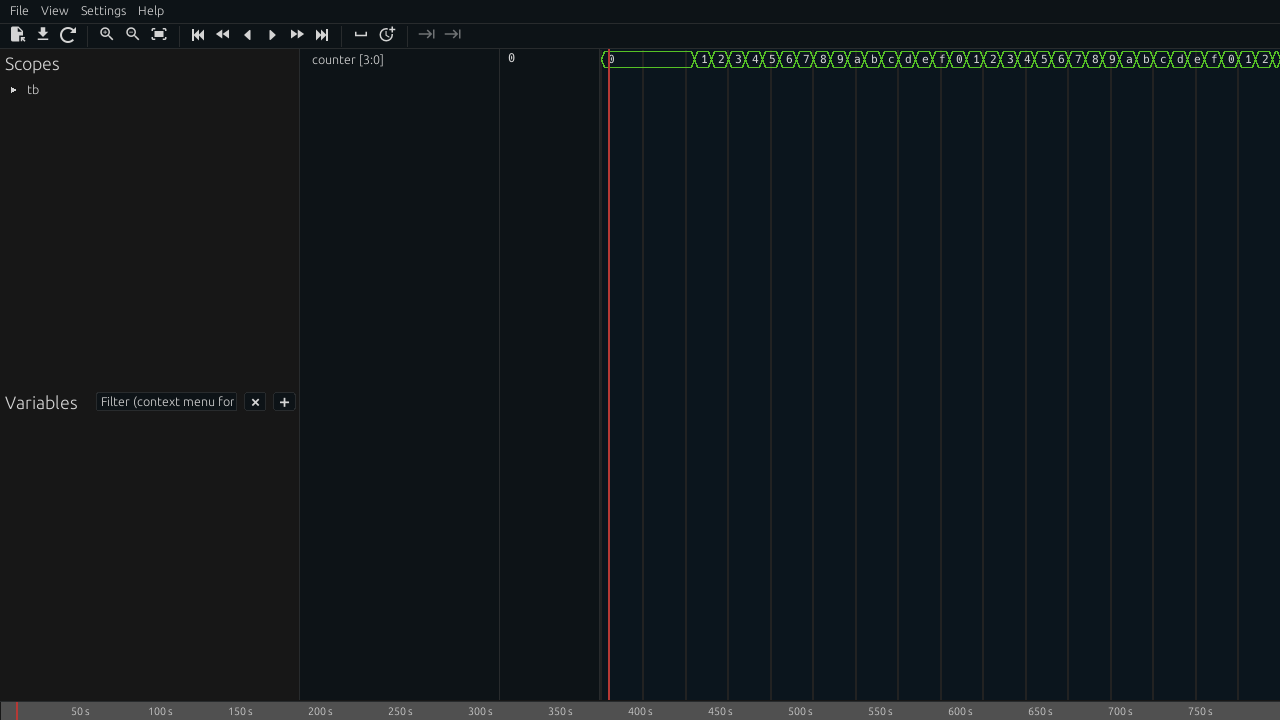 File View Settings Help
Scopes
tb
counter [3:0]
0
0 1 2 3 4 5 6 7 8 9 a b c d e f 0 1 2 3 4 5 6 7 8 9 a b c d e f 0 1 2
Variables
Filter (context menu for
50 s 100 s 150 s 200 s 250 s 300 s 350 s 400 s 450 s 500 s 550 s 600 s 650 s 700 s 750 s